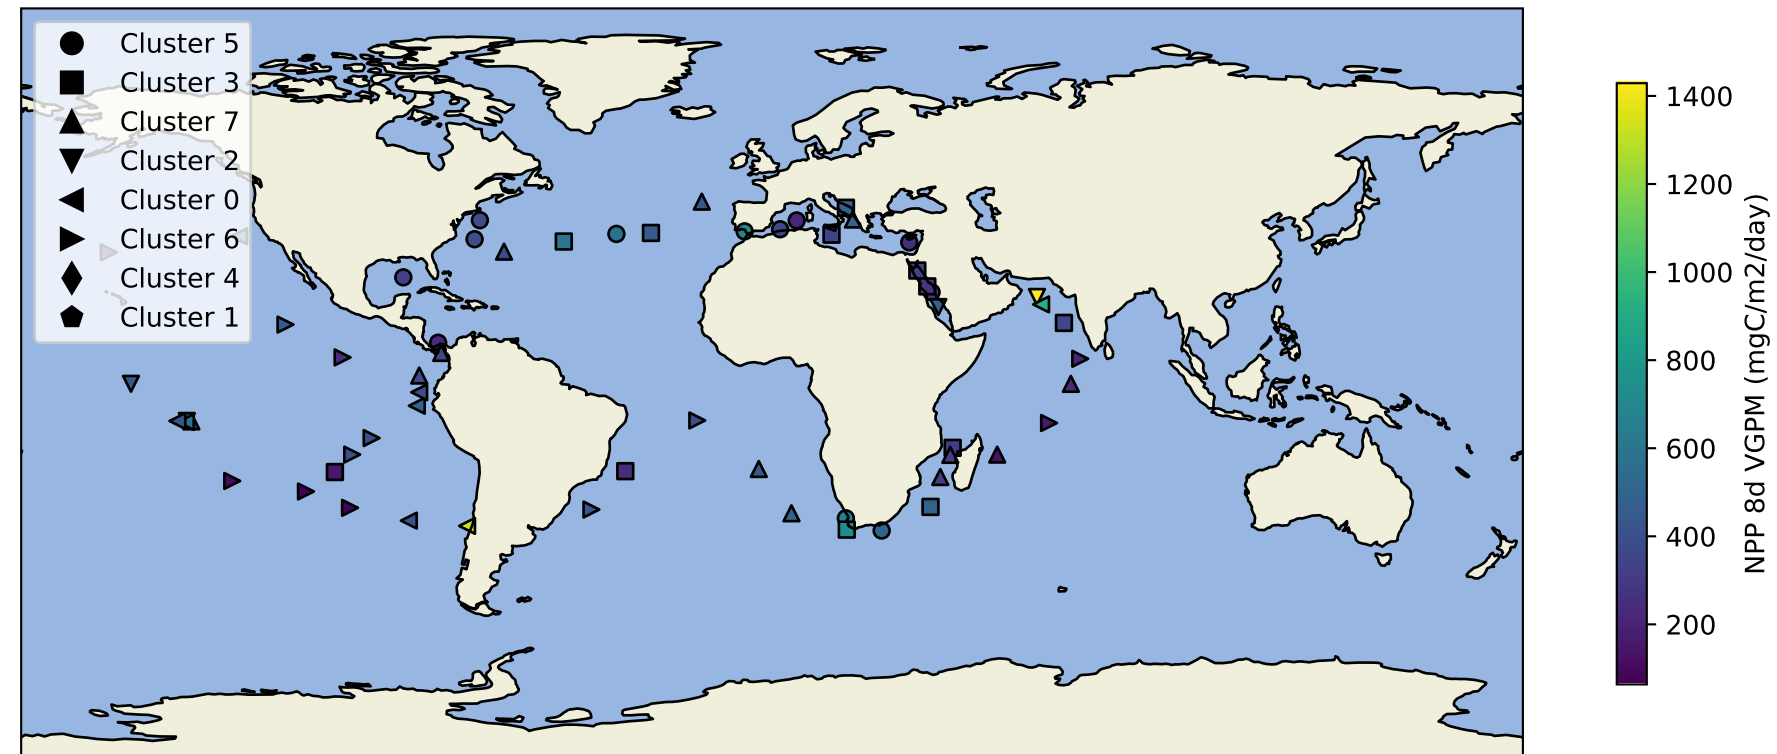 Cluster 5
Cluster 3
Cluster 7
Cluster 2
Cluster 0
Cluster 6
Cluster 4
Cluster 1
1400
1200
1000
800
600
400
200
NPP 8d VGPM (mgC/m2/day)